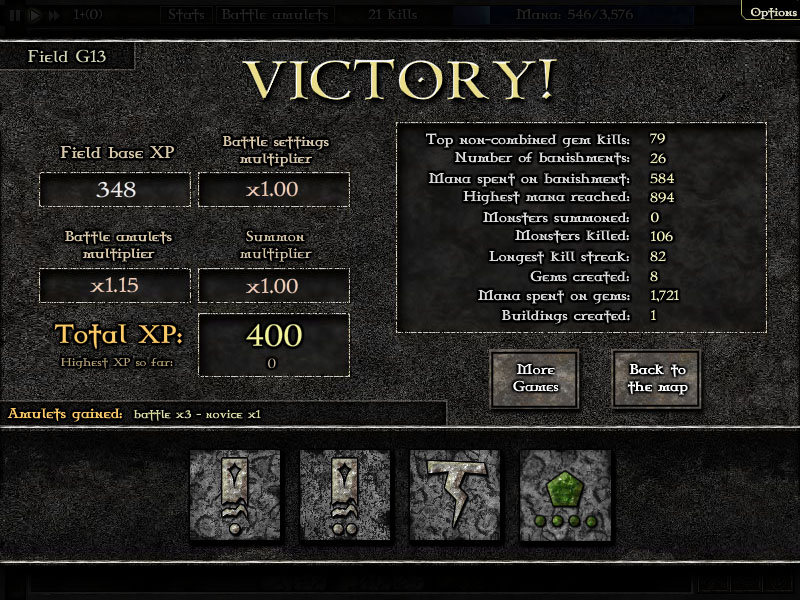 1+(0)
Stats
Battle amulets
21 kills
Mana: 546/3,576
Options
Field G13
VICTORY!
Field base XP
348
Battle settings
multiplier
x1.00
Battle amulets
multiplier
x1.15
Summon
multiplier
x1.00
Total XP:
400
Highest XP so far:
0
Top non-combined gem kills: 79
Number of banishments: 26
Mana spent on banishment: 584
Highest mana reached: 894
Monsters summoned: 0
Monsters killed: 106
Longest kill streak: 82
Gems created: 8
Mana spent on gems: 1,721
Buildings created: 1
More
Games
Back to
the map
Amulets gained: battle x3 - novice x1